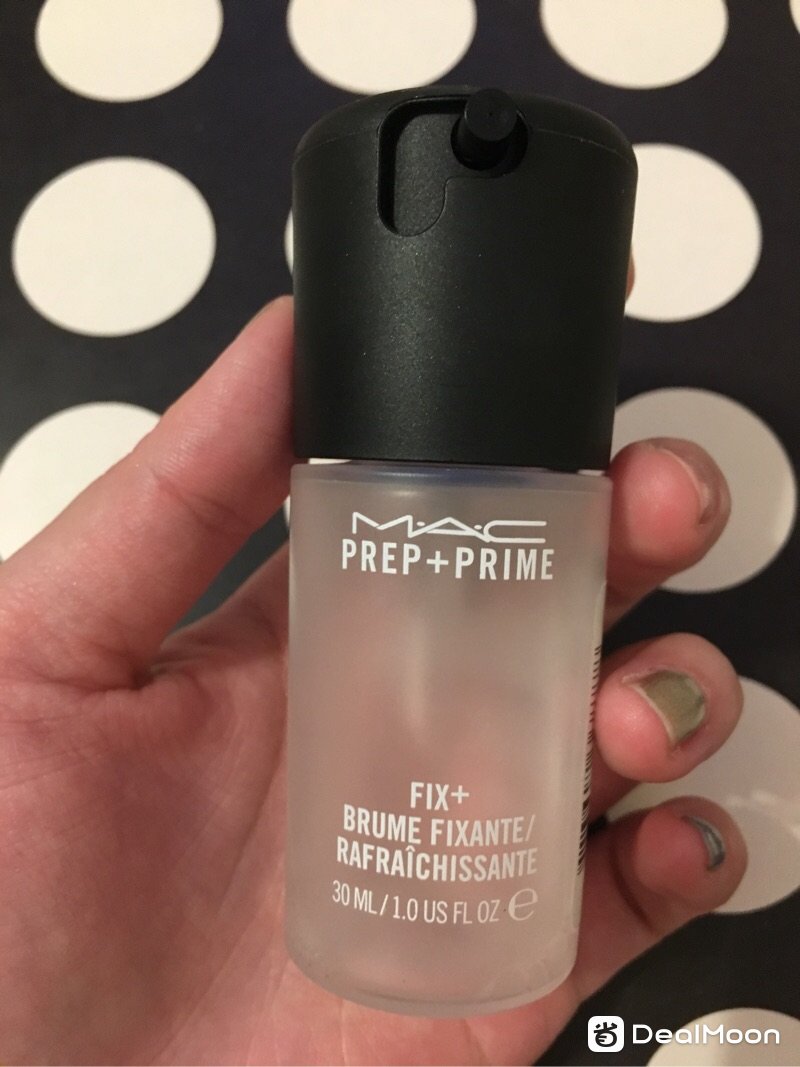 M·A·C
PREP+PRIME
FIX+
BRUME FIXANTE/
RAFRAÎCHISSANTE
30 ML / 1.0 US FL OZ e
DealMoon